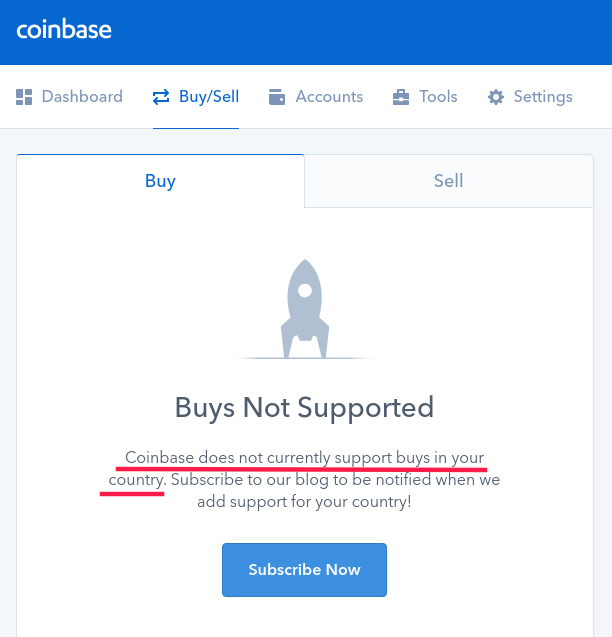 coinbase
Dashboard Buy/Sell Accounts Tools Settings
Buy Sell
Buys Not Supported
Coinbase does not currently support buys in your
country. Subscribe to our blog to be notified when we
add support for your country!
Subscribe Now